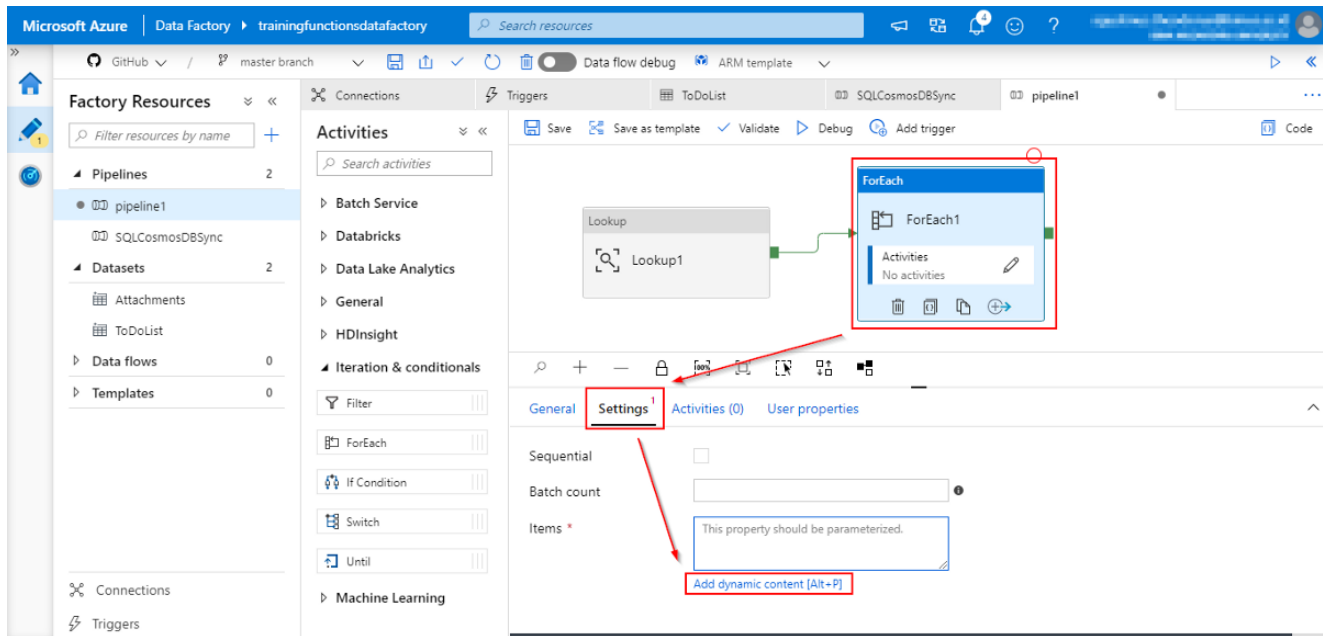 Microsoft Azure
Data Factory
trainingfunctionsdatafactory
Search resources
4
?
GitHub
/
master branch
Data flow debug
ARM template
Factory Resources
Filter resources by name
1
Pipelines 2
pipeline1
SQLCosmosDBSync
Datasets 2
Attachments
ToDoList
Data flows 0
Templates 0
Connections
Triggers
Connections
Triggers
ToDoList
SQLCosmosDBSync
pipeline1
Activities
Search activities
Batch Service
Databricks
Data Lake Analytics
General
HDInsight
Iteration & conditionals
Filter
ForEach
If Condition
Switch
Until
Machine Learning
Save
Save as template
Validate
Debug
Add trigger
Code
Lookup
Lookup1
ForEach
ForEach1
Activities
No activities
100%
General
Settings 1
Activities (0)
User properties
Sequential
Batch count
Items *
This property should be parameterized.
Add dynamic content [Alt+P]